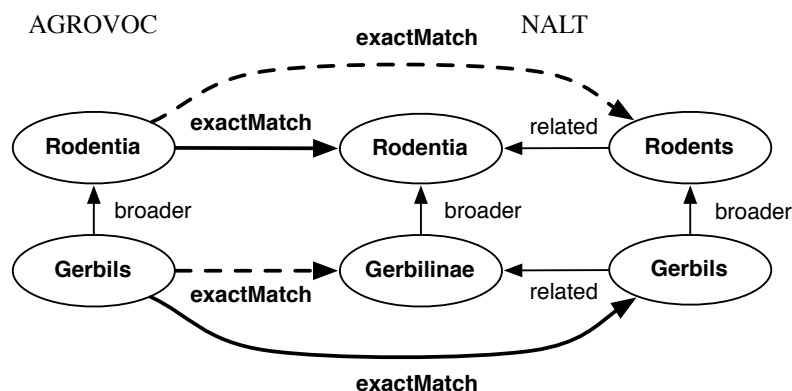 AGROVOC NALT
exactMatch
exactMatch
related
Rodentia Rodentia Rodents
broader broader broader
Gerbils Gerbilinae Gerbils
exactMatch
related
exactMatch